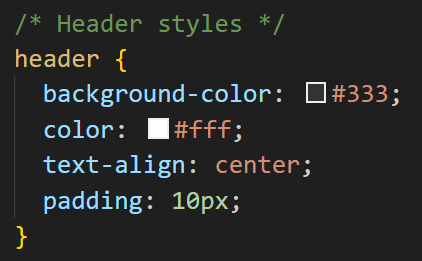 /* Header styles */
header {
  background-color: #333;
  color: #fff;
  text-align: center;
  padding: 10px;
}